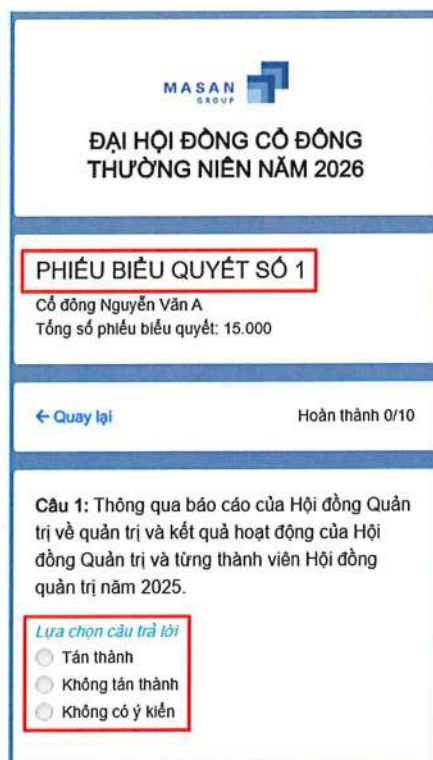 MASAN
GROUP
ĐẠI HỘI ĐỒNG CỔ ĐÔNG
THƯỜNG NIÊN NĂM 2026
PHIẾU BIỂU QUYẾT SỐ 1
Cổ đông Nguyễn Văn A
Tổng số phiếu biểu quyết: 15.000
← Quay lại
Hoàn thành 0/10
Câu 1: Thông qua báo cáo của Hội đồng Quản
trị về quản trị và kết quả hoạt động của Hội
đồng Quản trị và từng thành viên Hội đồng
quản trị năm 2025.
Lựa chọn câu trả lời
Tán thành
Không tán thành
Không có ý kiến